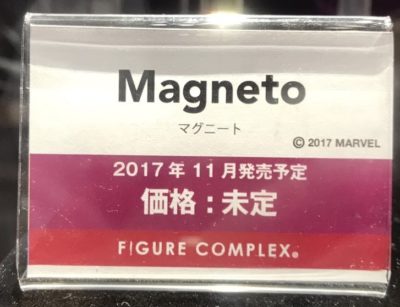 Magneto
マグニート
© 2017 MARVEL
2017年11月発売予定
価格：未定
FIGURE COMPLEX®